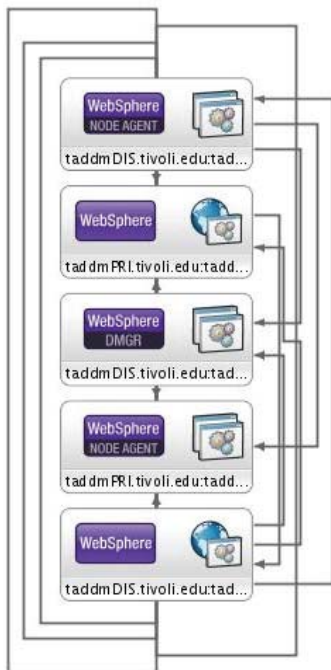 WebSphere
NODE AGENT
taddmDIS.tivoli.edu:tad...
WebSphere
taddmPRI.tivoli.edu:tadd...
WebSphere
DMGR
taddmDIS.tivoli.edu:tad...
WebSphere
NODE AGENT
taddmPRI.tivoli.edu:tadd...
WebSphere
taddmDIS.tivoli.edu:tad...